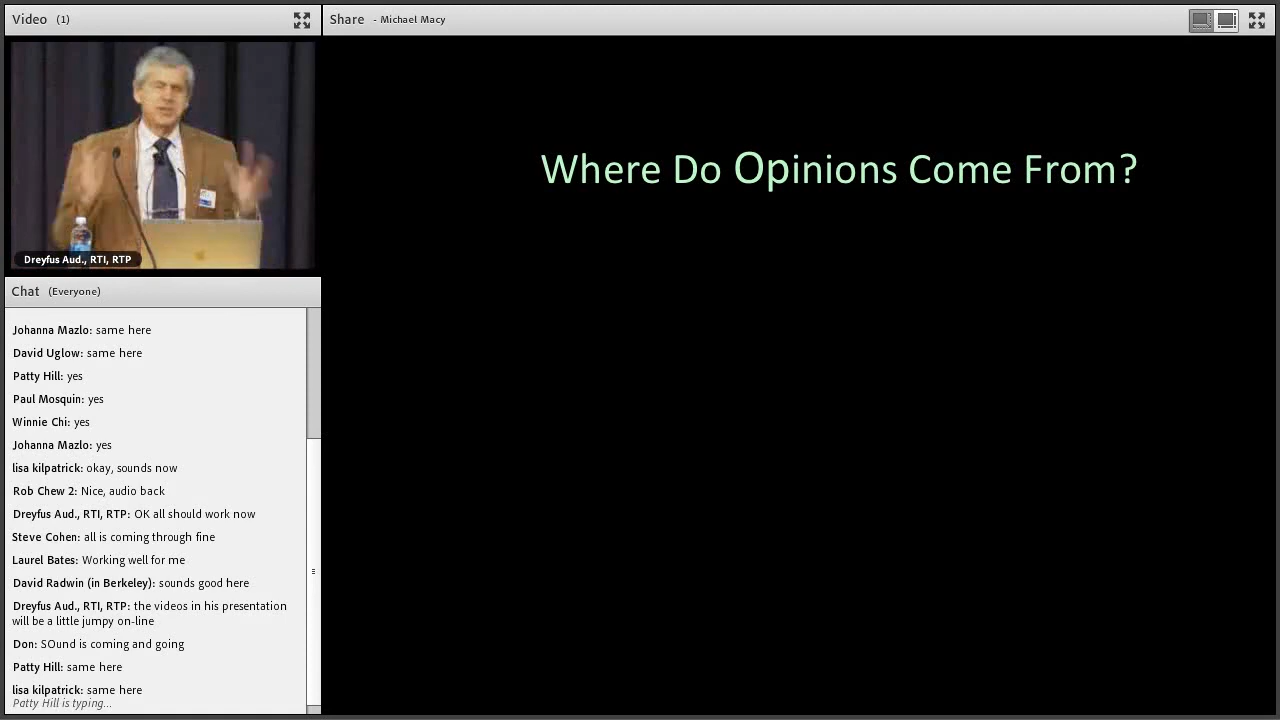 Video (1)
Share - Michael Macy
Where Do Opinions Come From?
Dreyfus Aud., RTI, RTP
Chat (Everyone)
Johanna Mazlo: same here
David Uglow: same here
Patty Hill: yes
Paul Mosquin: yes
Winnie Chi: yes
Johanna Mazlo: yes
lisa kilpatrick: okay, sounds now
Rob Chew 2: Nice, audio back
Dreyfus Aud., RTI, RTP: OK all should work now
Steve Cohen: all is coming through fine
Laurel Bates: Working well for me
David Radwin (in Berkeley): sounds good here
Dreyfus Aud., RTI, RTP: the videos in his presentation
will be a little jumpy on-line
Don: SOund is coming and going
Patty Hill: same here
lisa kilpatrick: same here
Patty Hill is typing...